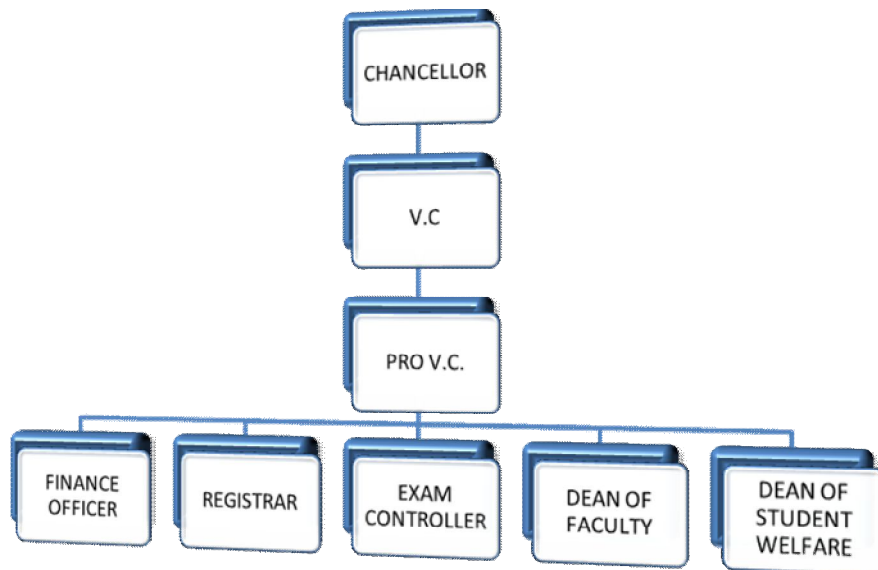 CHANCELLOR
V.C
PRO V.C.
FINANCE
OFFICER
REGISTRAR
EXAM
CONTROLLER
DEAN OF
FACULTY
DEAN OF
STUDENT
WELFARE